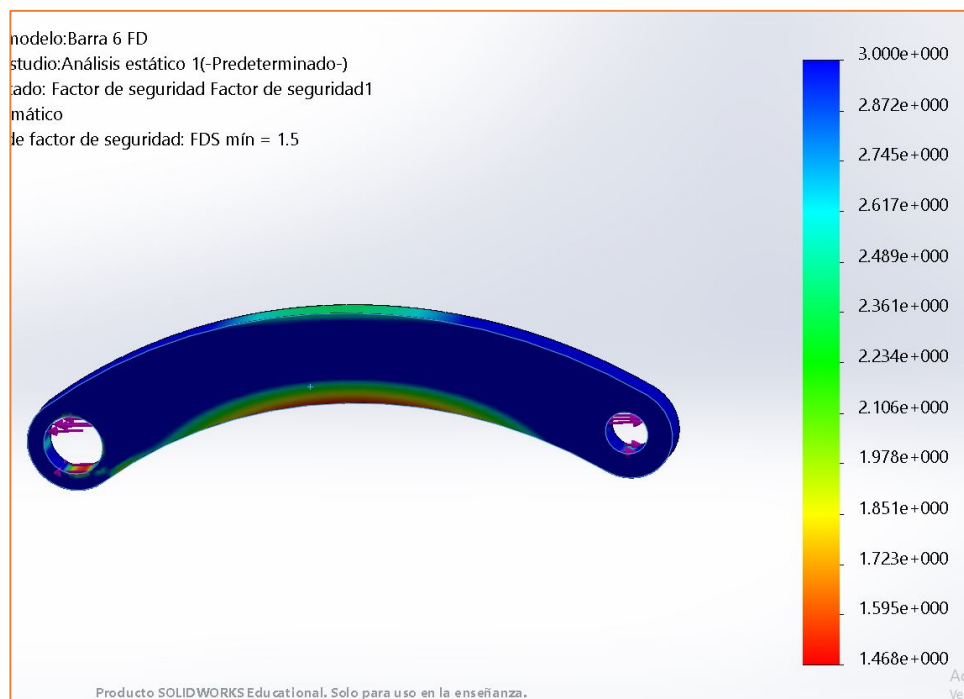 modelo:Barra 6 FD
studio:Análisis estático 1(-Predeterminado-)
tado: Factor de seguridad Factor de seguridad1
mático
de factor de seguridad: FDS mín = 1.5
3.000e+000
2.872e+000
2.745e+000
2.617e+000
2.489e+000
2.361e+000
2.234e+000
2.106e+000
1.978e+000
1.851e+000
1.723e+000
1.595e+000
1.468e+000
Producto SOLIDWORKS Educational. Solo para uso en la enseñanza.